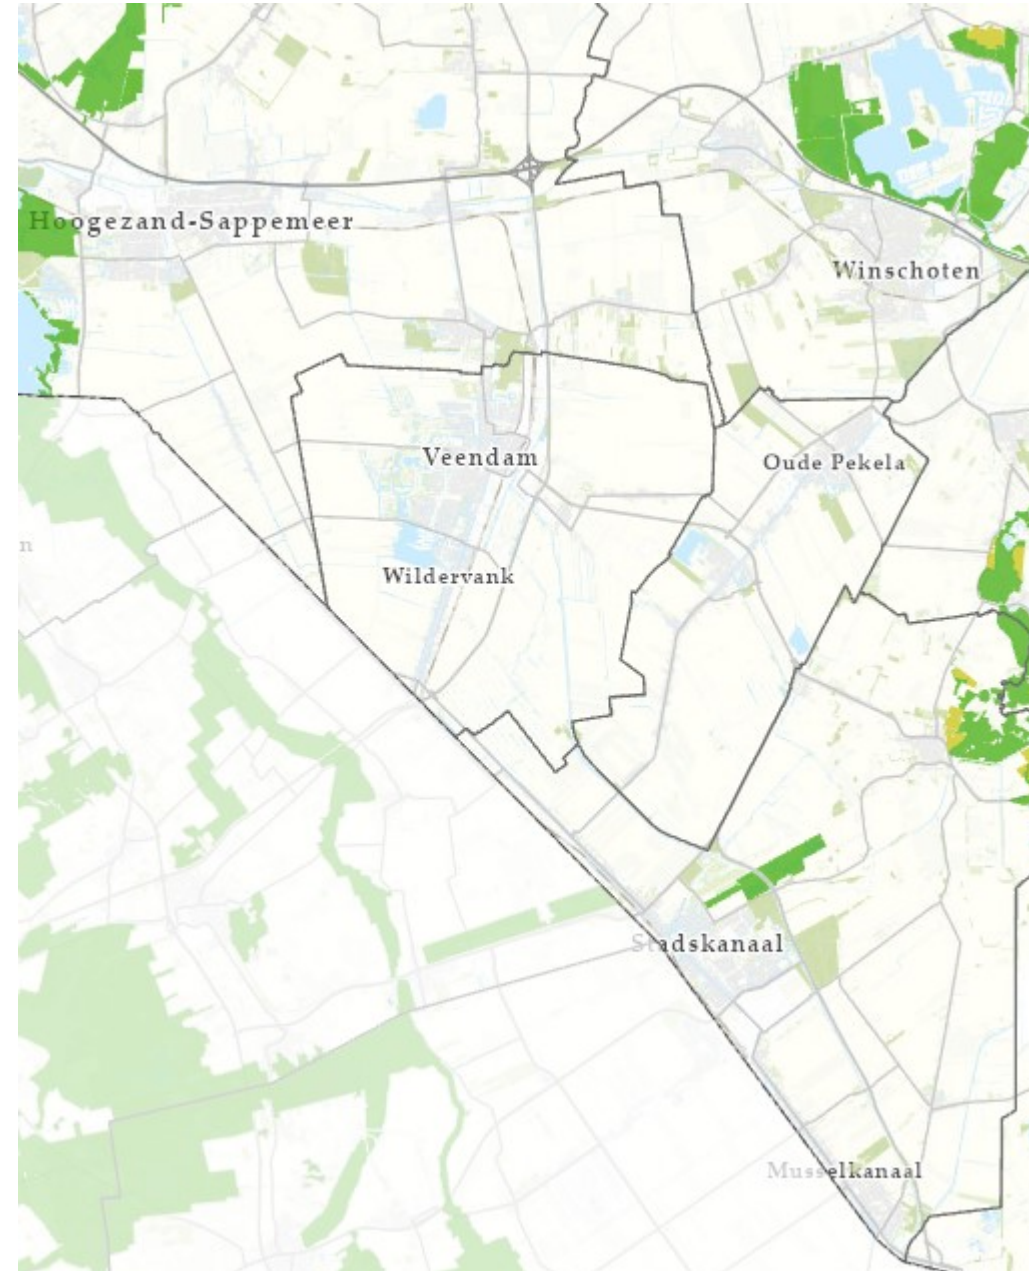 Hoogezand-Sappemeer
Winschoten
Veendam
Oude Pekela
n
Wildervank
Stadskanaal
Musselkanaal